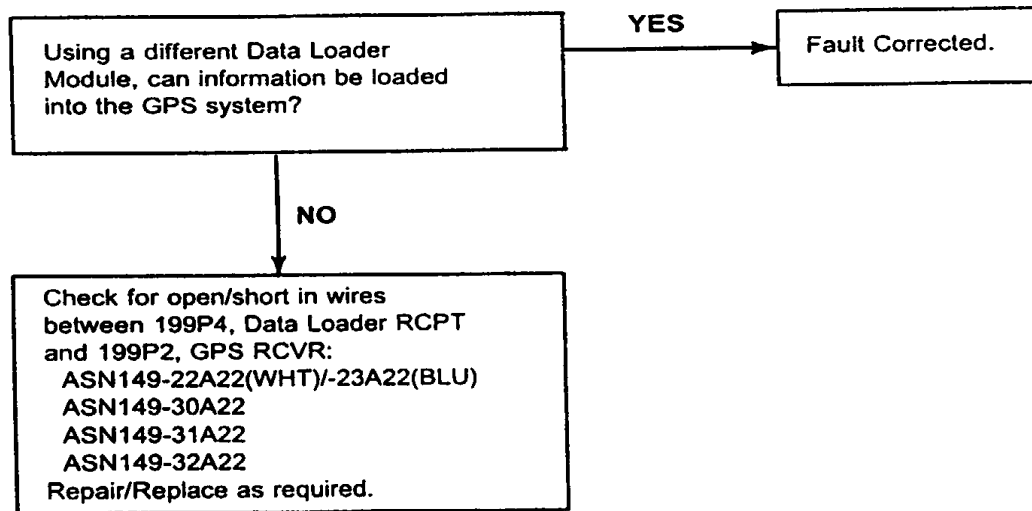 Using a different Data Loader
Module, can information be loaded
into the GPS system?
YES
Fault Corrected.
NO
Check for open/short in wires
between 199P4, Data Loader RCPT
and 199P2, GPS RCVR:
ASN149-22A22(WHT)/-23A22(BLU)
ASN149-30A22
ASN149-31A22
ASN149-32A22
Repair/Replace as required.